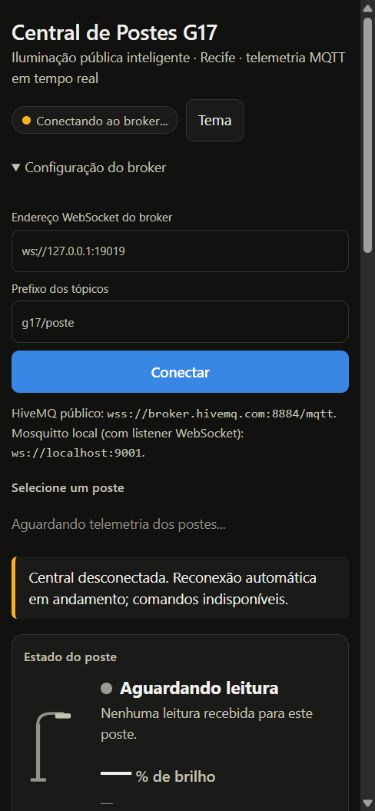 Central de Postes G17
Iluminação pública inteligente · Recife · telemetria MQTT
em tempo real
Conectando ao broker...
Tema
▼ Configuração do broker
Endereço WebSocket do broker
ws://127.0.0.1:19019
Prefixo dos tópicos
g17/poste
Conectar
HiveMQ público: wss://broker.hivemq.com:8884/mqtt.
Mosquitto local (com listener WebSocket):
ws://localhost:9001.
Selecione um poste
Aguardando telemetria dos postes...
Central desconectada. Reconexão automática
em andamento; comandos indisponíveis.
Estado do poste
Aguardando leitura
Nenhuma leitura recebida para este
poste.
— % de brilho
—